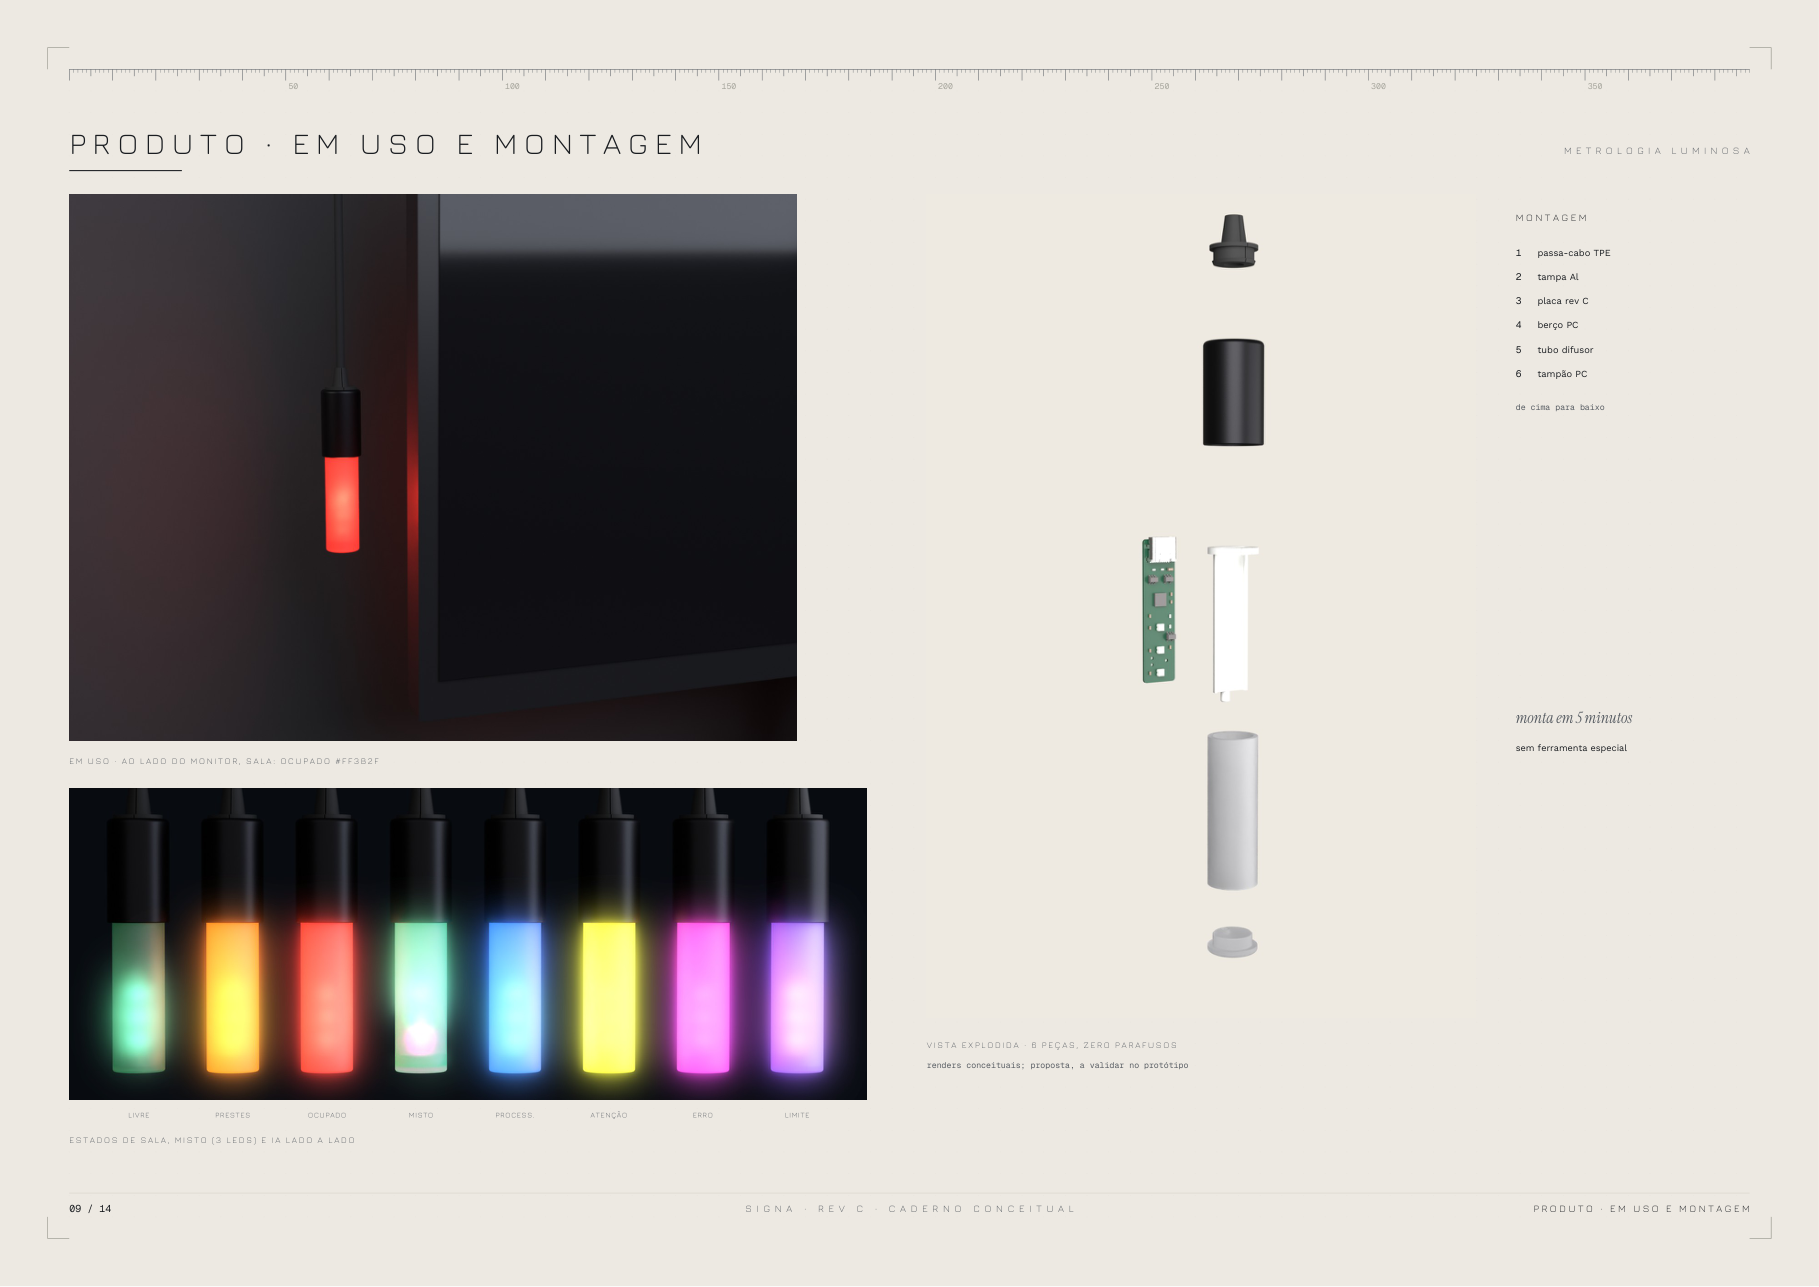 50 100 150 200 250 300 350
PRODUTO · EM USO E MONTAGEM
METROLOGIA LUMINOSA
EM USO · AO LADO DO MONITOR, SALA: OCUPADO #FF3B2F
LIVRE PRESTES OCUPADO MISTO PROCESS. ATENÇÃO ERRO LIMITE
ESTADOS DE SALA, MISTO (3 LEDS) E IA LADO A LADO
VISTA EXPLODIDA · 6 PEÇAS, ZERO PARAFUSOS
renders conceituais; proposta, a validar no protótipo
MONTAGEM
1 passa-cabo TPE
2 tampa Al
3 placa rev C
4 berço PC
5 tubo difusor
6 tampão PC
de cima para baixo
monta em 5 minutos
sem ferramenta especial
09 / 14
SIGNA · REV C · CADERNO CONCEITUAL
PRODUTO · EM USO E MONTAGEM